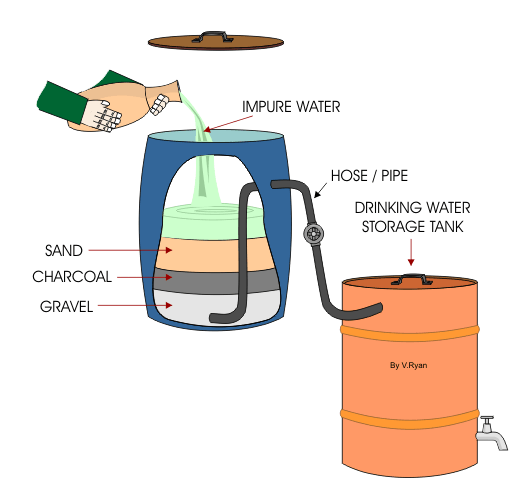 IMPURE WATER
HOSE / PIPE
DRINKING WATER
STORAGE TANK
SAND
CHARCOAL
GRAVEL
By V.Ryan